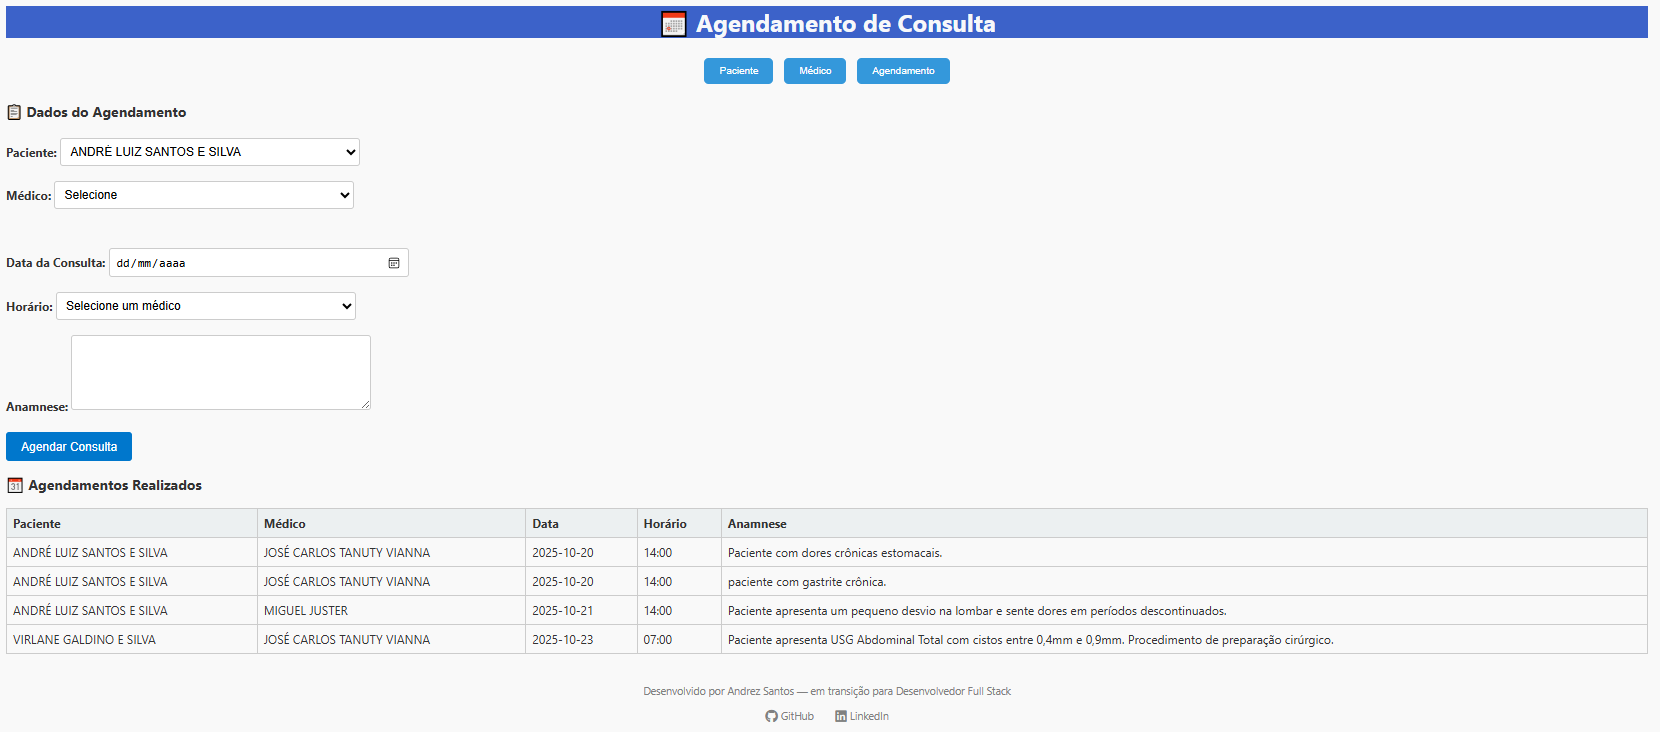 Agendamento de Consulta
Paciente Médico Agendamento
Dados do Agendamento
Paciente: ANDRÉ LUIZ SANTOS E SILVA
Médico: Selecione
Data da Consulta: dd/mm/aaaa
Horário: Selecione um médico
Anamnese:
Agendar Consulta
31 Agendamentos Realizados
Paciente Médico Data Horário Anamnese
ANDRÉ LUIZ SANTOS E SILVA JOSÉ CARLOS TANUTY VIANNA 2025-10-20 14:00 Paciente com dores crônicas estomacais.
ANDRÉ LUIZ SANTOS E SILVA JOSÉ CARLOS TANUTY VIANNA 2025-10-20 14:00 paciente com gastrite crônica.
ANDRÉ LUIZ SANTOS E SILVA MIGUEL JUSTER 2025-10-21 14:00 Paciente apresenta um pequeno desvio na lombar e sente dores em períodos descontinuados.
VIRLANE GALDINO E SILVA JOSÉ CARLOS TANUTY VIANNA 2025-10-23 07:00 Paciente apresenta USG Abdominal Total com cistos entre 0,4mm e 0,9mm. Procedimento de preparação cirúrgico.
Desenvolvido por Andrez Santos — em transição para Desenvolvedor Full Stack
GitHub in LinkedIn